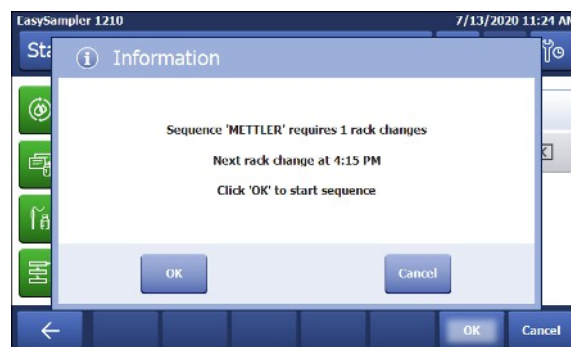 EasySampler 1210
7/13/2020 11:24 AM
Sta
Information
Sequence 'METTLER' requires 1 rack changes
Next rack change at 4:15 PM
Click 'OK' to start sequence
OK
Cancel
OK
Cancel